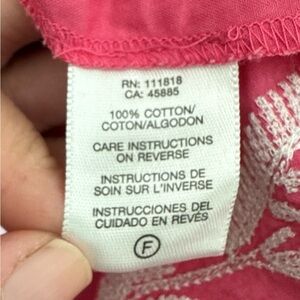 RN: 111818
CA: 45885
100% COTTON/
COTON/ALGODON
CARE INSTRUCTIONS
ON REVERSE
INSTRUCTIONS DE
SOIN SUR L'INVERSE
INSTRUCCIONES DEL
CUIDADO EN REVÉS
F